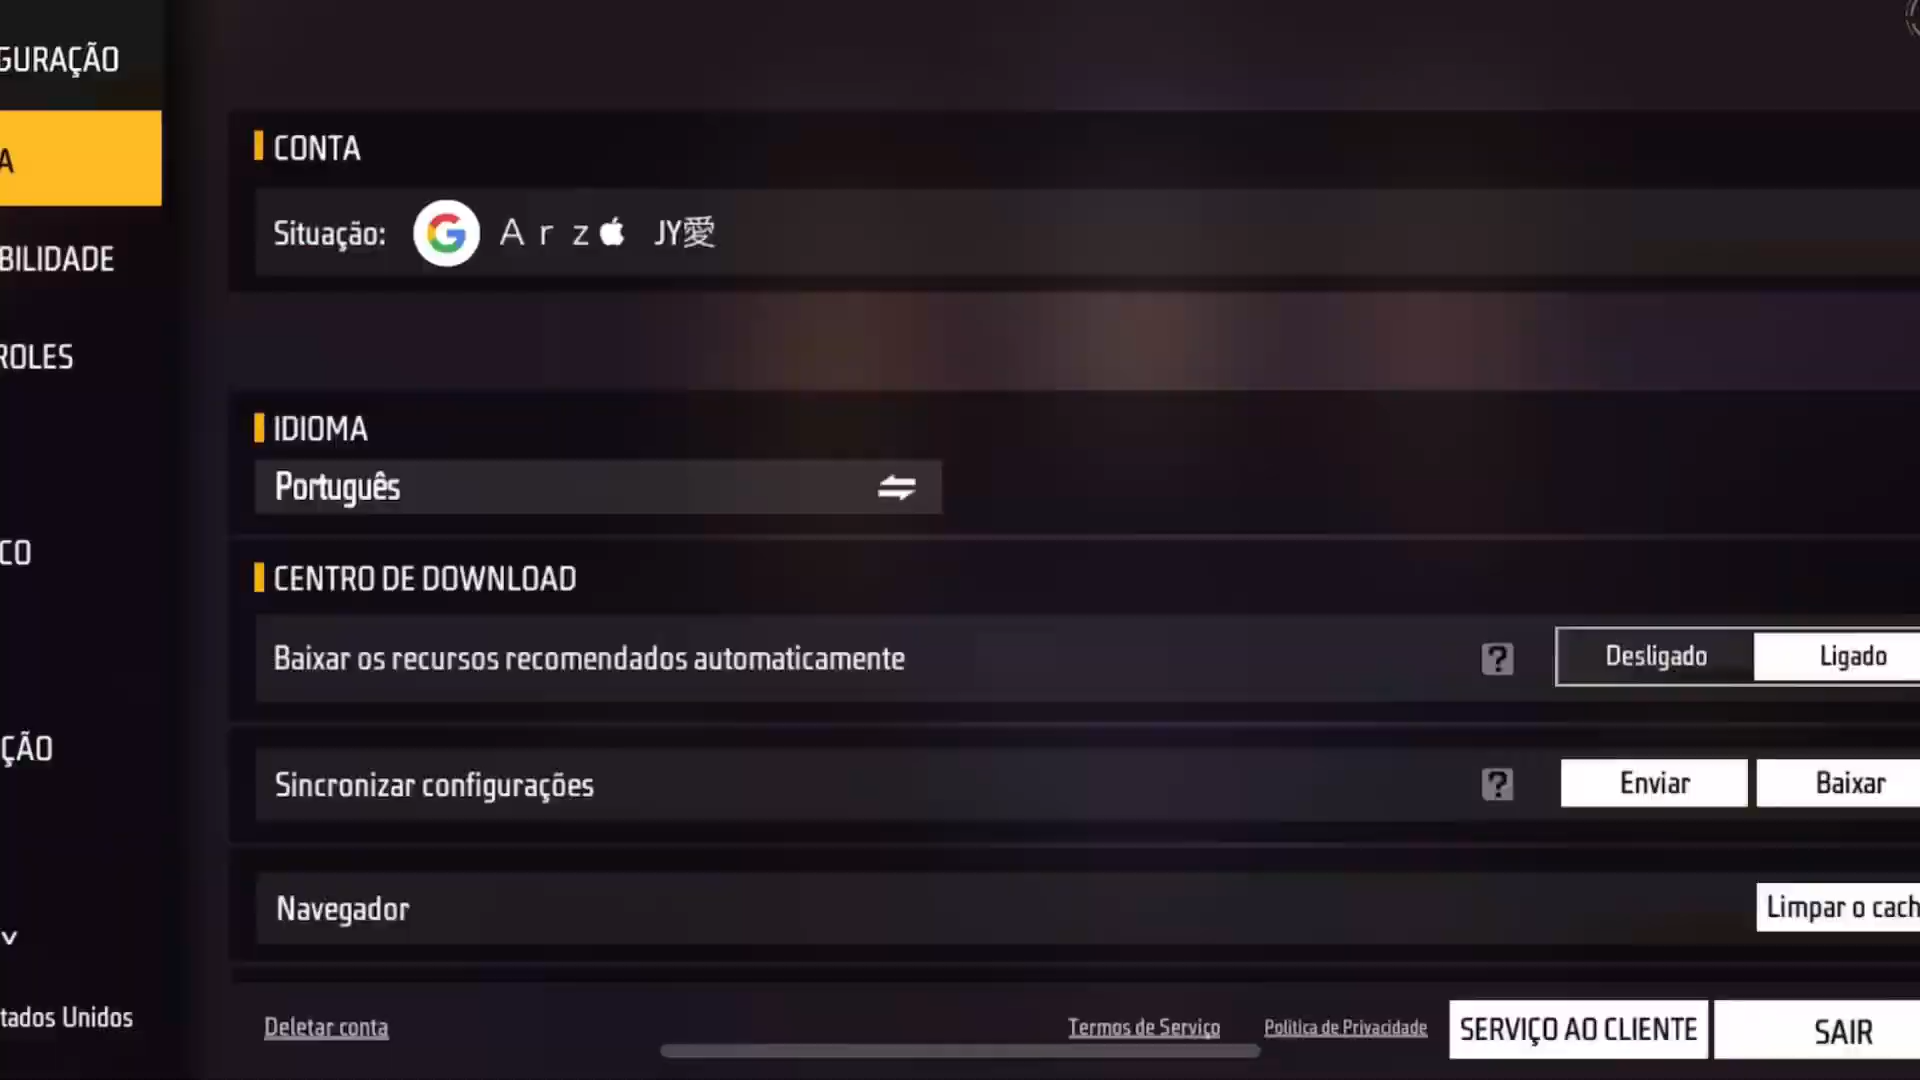 GURAÇÃO
A
BILIDADE
ROLES
CO
ÇÃO
tados Unidos
CONTA
Situação: A r z JY愛
IDIOMA
Português
CENTRO DE DOWNLOAD
Baixar os recursos recomendados automaticamente ? Desligado Ligado
Sincronizar configurações ? Enviar Baixar
Navegador Limpar o cach
Deletar conta Termos de Serviço Política de Privacidade SERVIÇO AO CLIENTE SAIR